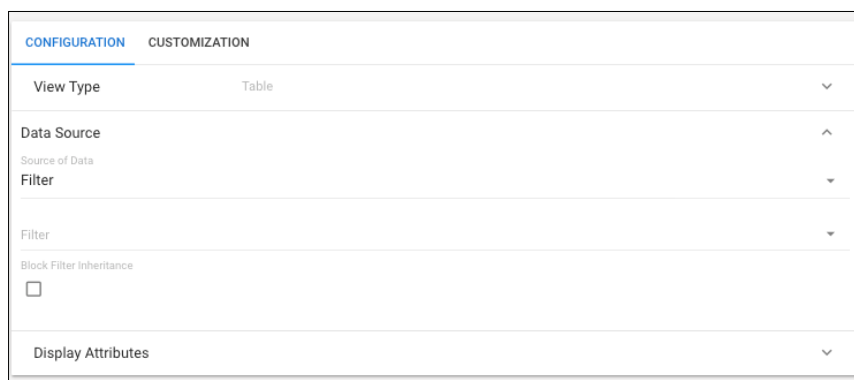 CONFIGURATION CUSTOMIZATION
View Type Table
Data Source
Source of Data
Filter
Filter
Block Filter Inheritance
Display Attributes